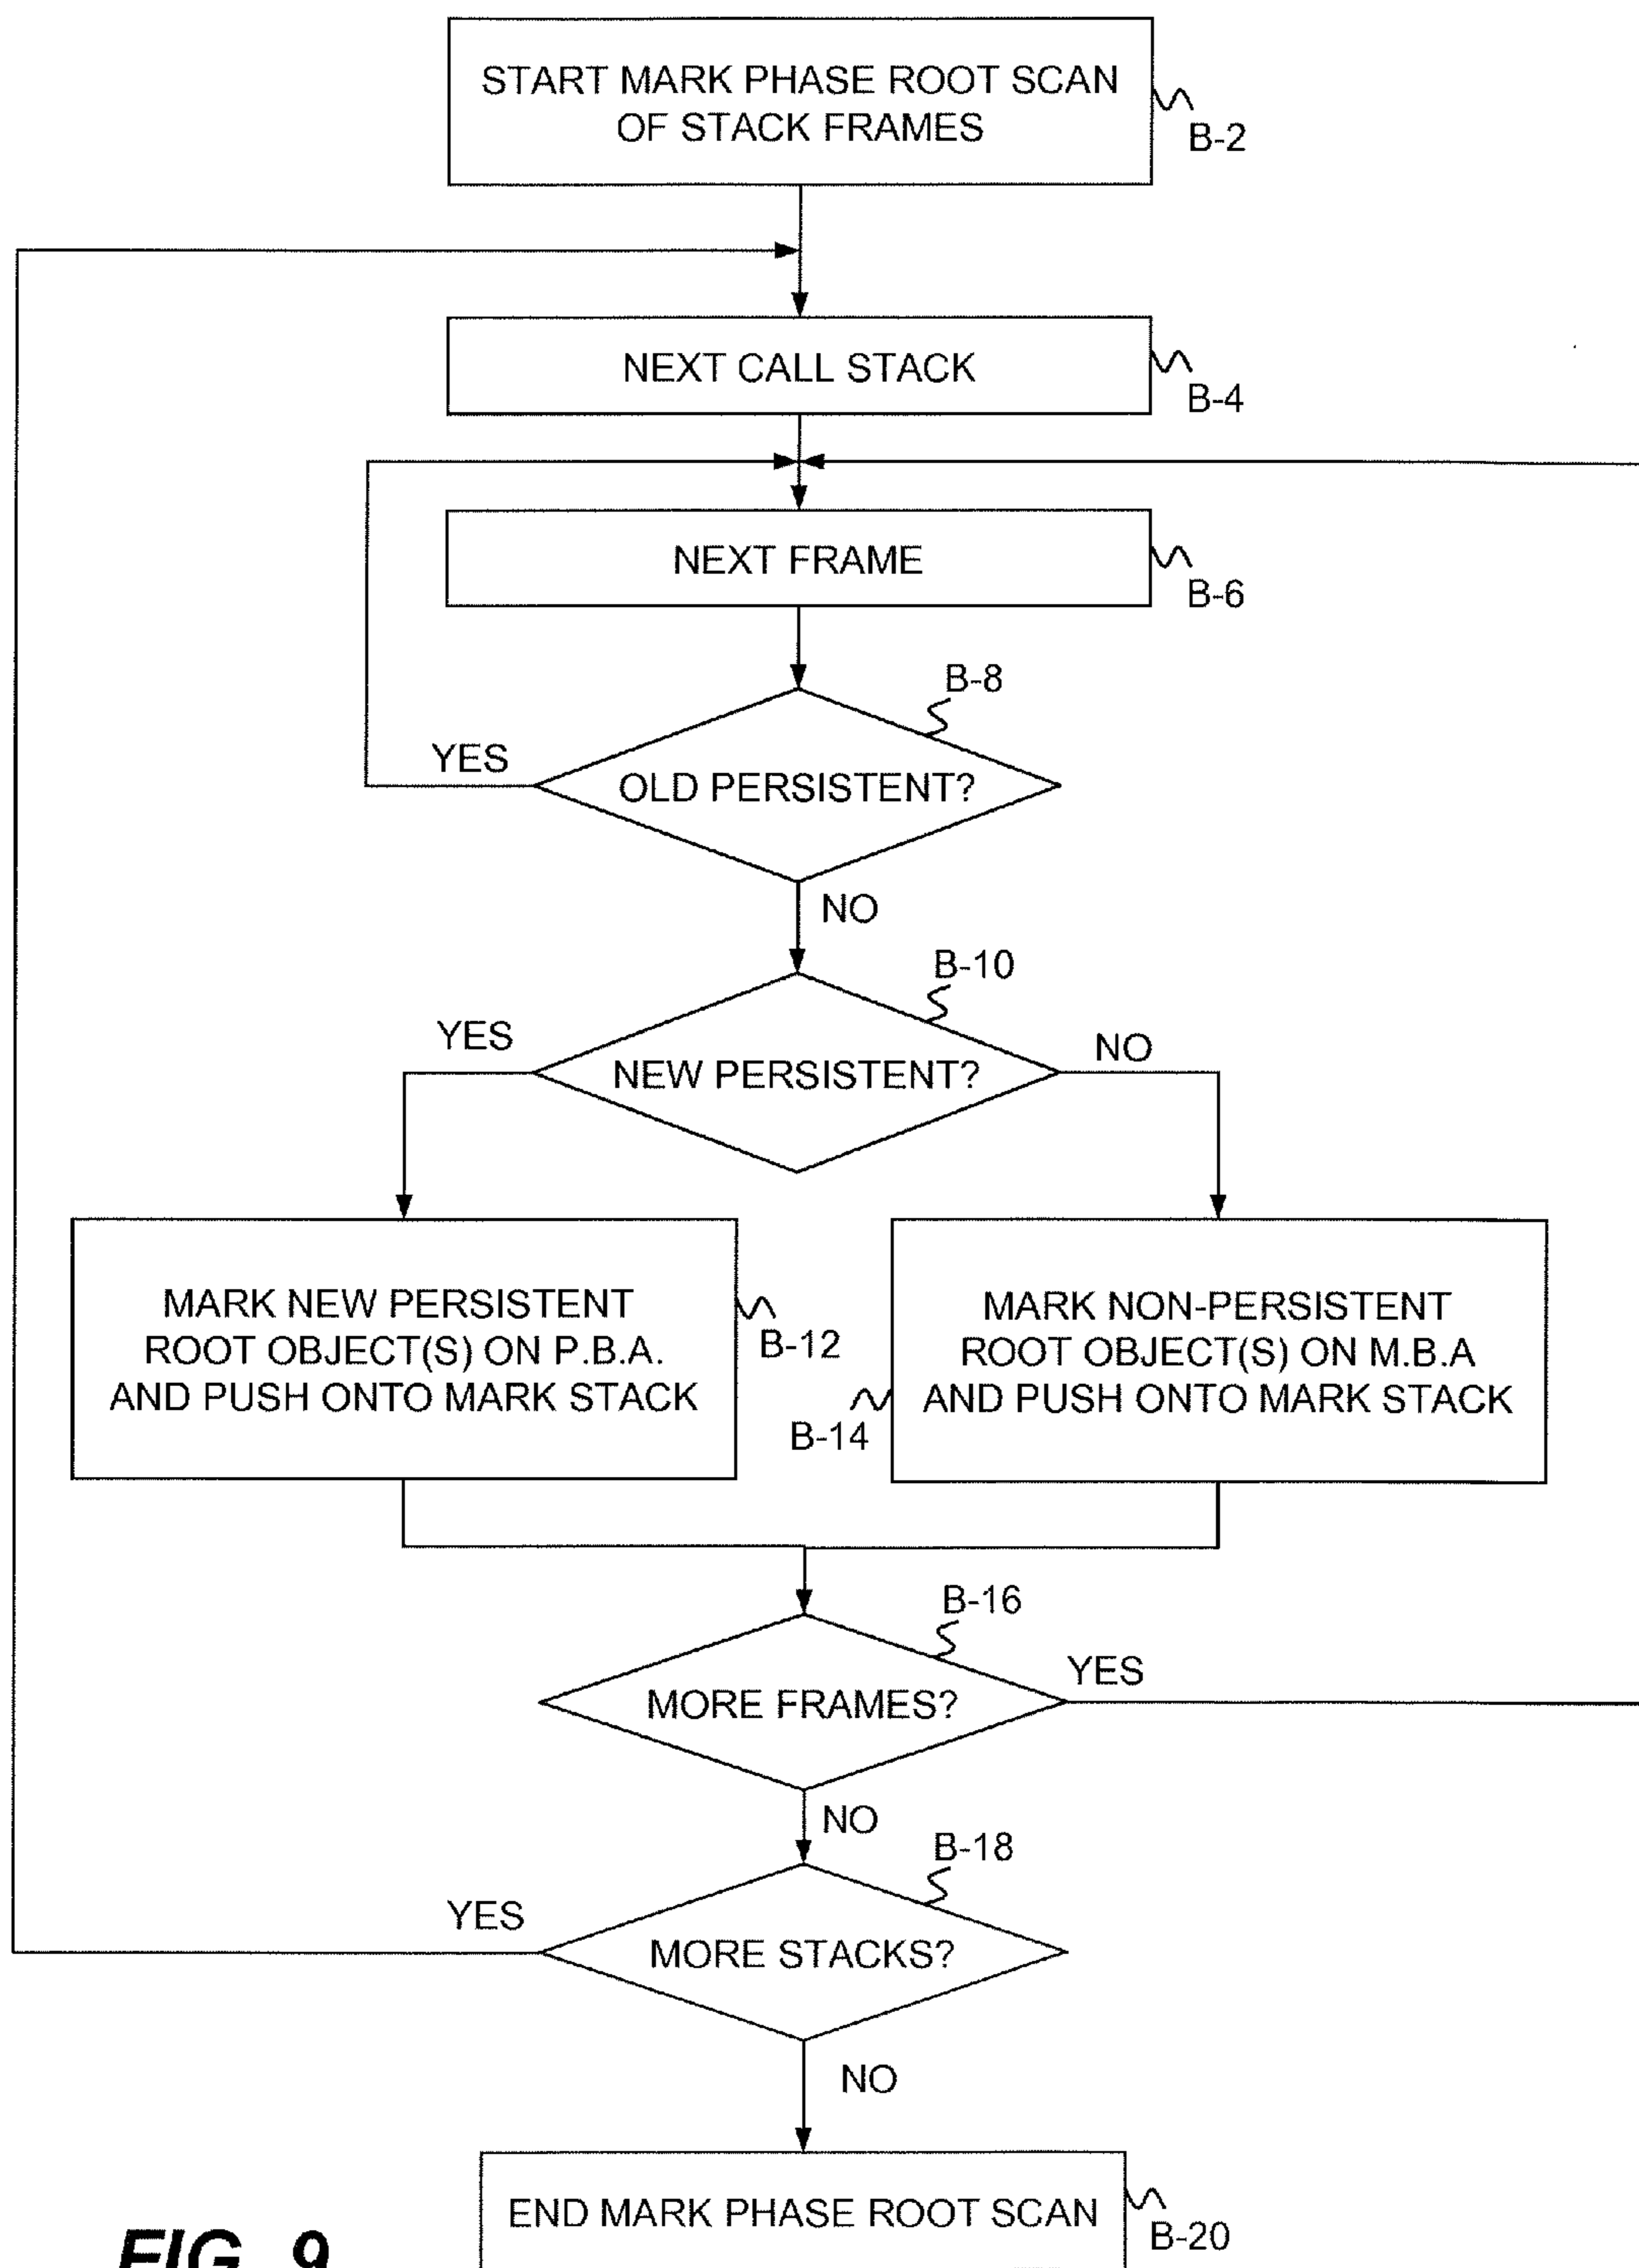 START MARK PHASE ROOT SCAN
OF STACK FRAMES
B-2
NEXT CALL STACK
B-4
NEXT FRAME
B-6
B-8
YES
OLD PERSISTENT?
NO
B-10
YES
NO
NEW PERSISTENT?
MARK NEW PERSISTENT
ROOT OBJECT(S) ON P.B.A.
AND PUSH ONTO MARK STACK
B-12
MARK NON-PERSISTENT
ROOT OBJECT(S) ON M.B.A
AND PUSH ONTO MARK STACK
B-14
B-16
YES
MORE FRAMES?
NO
B-18
YES
MORE STACKS?
NO
END MARK PHASE ROOT SCAN
B-20
FIG. 9